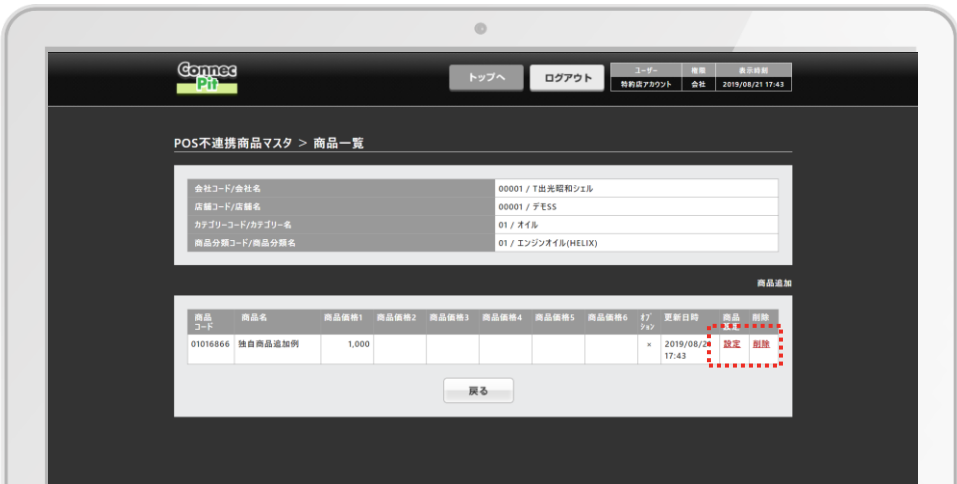 Connec
Pit
トップへ ログアウト
ユーザー 権限 表示時刻
特約店アカウント 会社 2019/08/21 17:43
POS不連携商品マスタ > 商品一覧
会社コード/会社名 00001 / T出光昭和シェル
店舗コード/店舗名 00001 / デモSS
カテゴリーコード/カテゴリー名 01 / オイル
商品分類コード/商品分類名 01 / エンジンオイル(HELIX)
商品追加
商品 商品名 商品価格1 商品価格2 商品価格3 商品価格4 商品価格5 商品価格6 オプ 更新日時 商品 削除
コード ション
01016866 独自商品追加例 1,000 × 2019/08/2 設定 削除
17:43
戻る